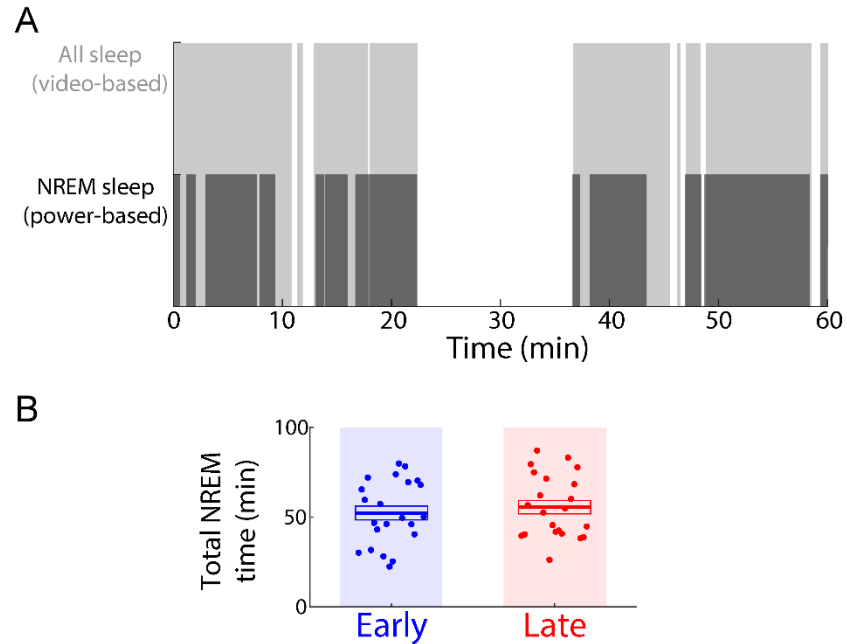 A
All sleep
(video-based)
NREM sleep
(power-based)
0 10 20 30 40 50 60
Time (min)
B
Total NREM
time (min)
100
50
0
Early Late